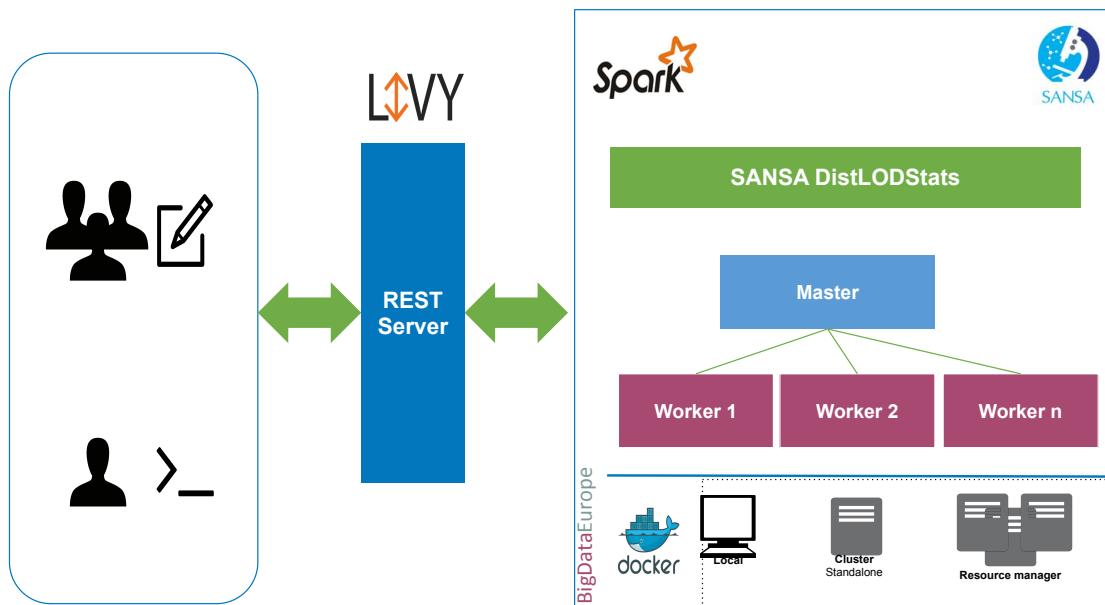 LIVY
REST
Server
Spark
SANSA
SANSA DistLODStats
Master
Worker 1
Worker 2
Worker n
BigDataEurope
docker
Local
Cluster
Standalone
Resource manager